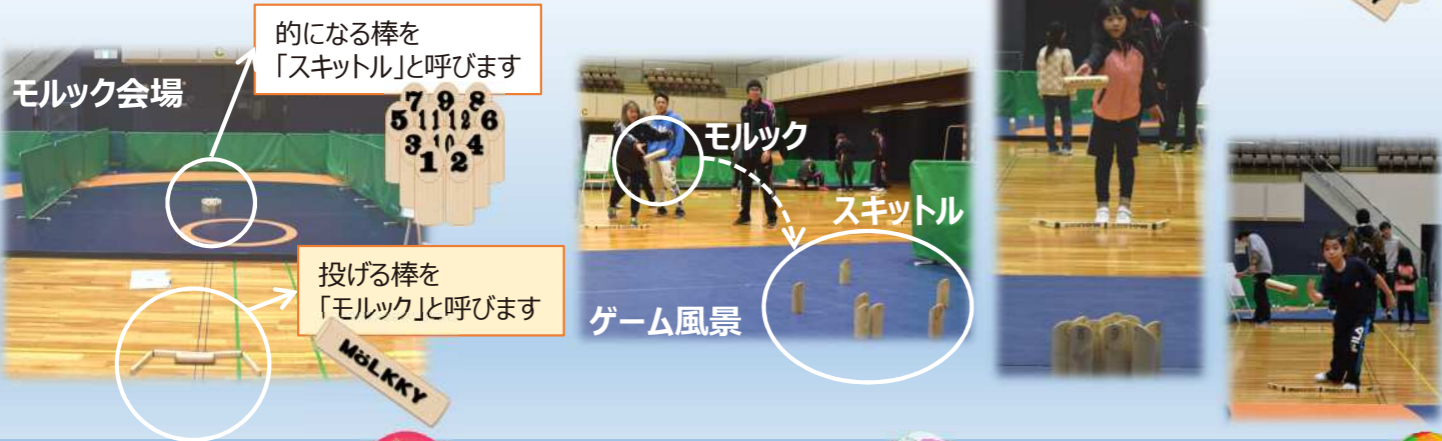 モルック会場
的になる棒を
「スキットル」と呼びます
7 9 8
5 11 12 6
3 10 4
1 2
投げる棒を
「モルック」と呼びます
MöLKKY
モルック
スキットル
ゲーム風景
FILA